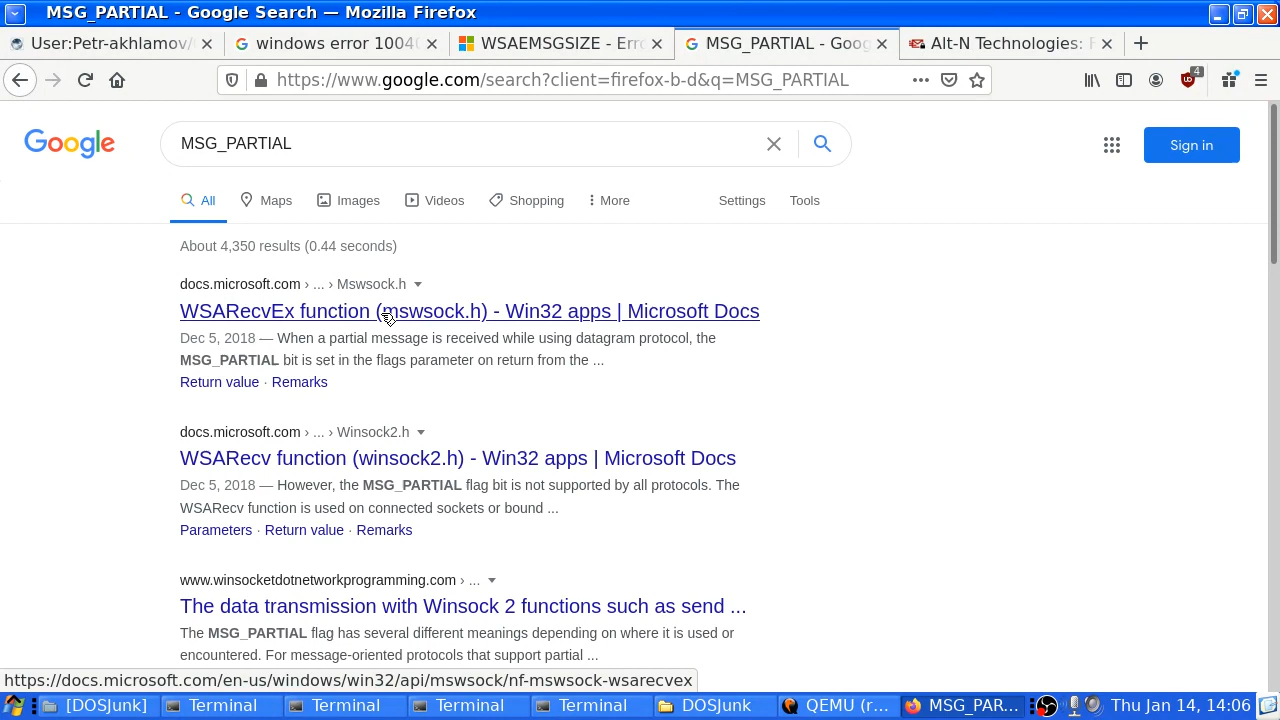 MSG_PARTIAL - Google Search — Mozilla Firefox
User:Petr-akhlamov/
windows error 1004
WSAEMSGSIZE - Err
MSG_PARTIAL - Goog
Alt-N Technologies:
https://www.google.com/search?client=firefox-b-d&q=MSG_PARTIAL
4
Google
MSG_PARTIAL
Sign in
All
Maps
Images
Videos
Shopping
More
Settings
Tools
About 4,350 results (0.44 seconds)
docs.microsoft.com › ... › Mswsock.h
WSARecvEx function (mswsock.h) - Win32 apps | Microsoft Docs
Dec 5, 2018 — When a partial message is received while using datagram protocol, the
MSG_PARTIAL bit is set in the flags parameter on return from the ...
Return value · Remarks
docs.microsoft.com › ... › Winsock2.h
WSARecv function (winsock2.h) - Win32 apps | Microsoft Docs
Dec 5, 2018 — However, the MSG_PARTIAL flag bit is not supported by all protocols. The
WSARecv function is used on connected sockets or bound ...
Parameters · Return value · Remarks
www.winsocketdotnetworkprogramming.com › ...
The data transmission with Winsock 2 functions such as send ...
The MSG_PARTIAL flag has several different meanings depending on where it is used or
encountered. For message-oriented protocols that support partial ...
https://docs.microsoft.com/en-us/windows/win32/api/mswsock/nf-mswsock-wsarecvex
[DOSJunk]
Terminal
Terminal
Terminal
Terminal
DOSJunk
QEMU (r...
MSG_PAR...
Thu Jan 14, 14:06